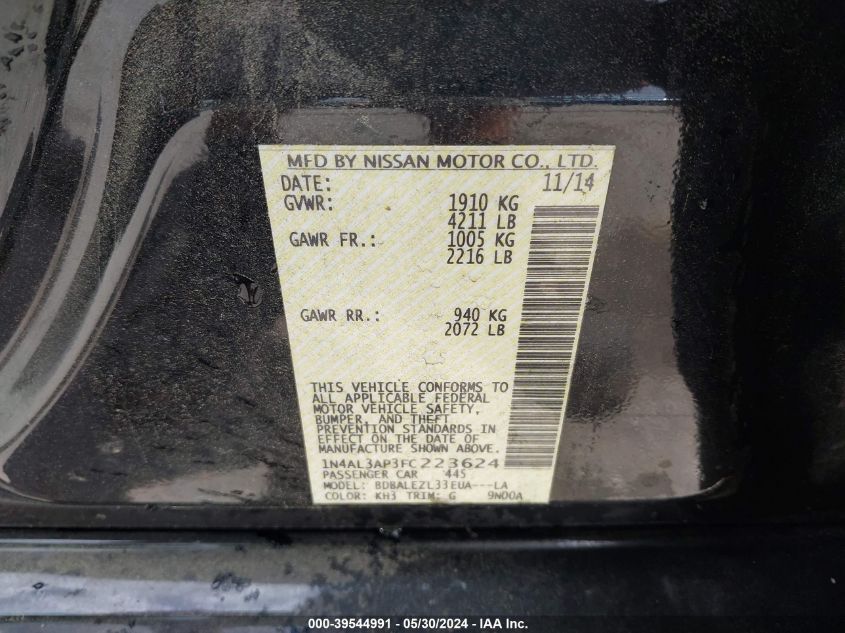 MFD BY NISSAN MOTOR CO., LTD.
DATE: 11/14
GVWR: 1910 KG
4211 LB
GAWR FR.: 1005 KG
2216 LB
GAWR RR.: 940 KG
2072 LB
THIS VEHICLE CONFORMS TO
ALL APPLICABLE FEDERAL
MOTOR VEHICLE SAFETY,
BUMPER, AND THEFT
PREVENTION STANDARDS IN
EFFECT ON THE DATE OF
MANUFACTURE SHOWN ABOVE.
1N4AL3AP3FC223624
PASSENGER CAR 445
MODEL: BDBALEZL33EUA---LA
COLOR: KH3 TRIM: G 9N00A
000-39544991 - 05/30/2024 - IAA Inc.